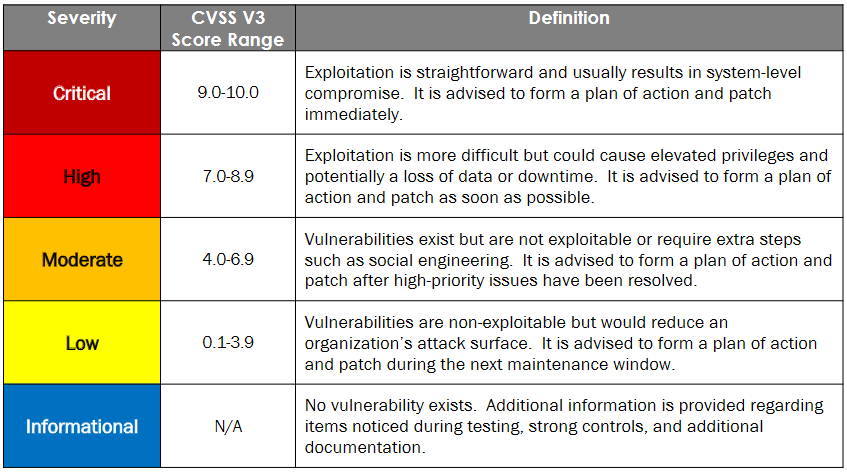 Severity
CVSS V3
Score Range
Definition
Critical
9.0-10.0
Exploitation is straightforward and usually results in system-level
compromise.  It is advised to form a plan of action and patch
immediately.
High
7.0-8.9
Exploitation is more difficult but could cause elevated privileges and
potentially a loss of data or downtime.  It is advised to form a plan of
action and patch as soon as possible.
Moderate
4.0-6.9
Vulnerabilities exist but are not exploitable or require extra steps
such as social engineering.  It is advised to form a plan of action and
patch after high-priority issues have been resolved.
Low
0.1-3.9
Vulnerabilities are non-exploitable but would reduce an
organization’s attack surface.  It is advised to form a plan of action
and patch during the next maintenance window.
Informational
N/A
No vulnerability exists.  Additional information is provided regarding
items noticed during testing, strong controls, and additional
documentation.